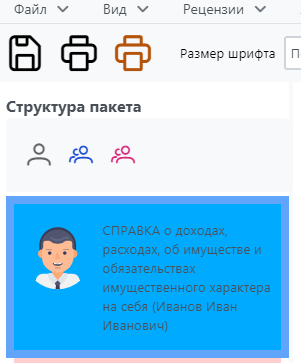 Файл Вид Рецензии
Размер шрифта
Структура пакета
СПРАВКА о доходах,
расходах, об имуществе и
обязательствах
имущественного характера
на себя (Иванов Иван
Иванович)